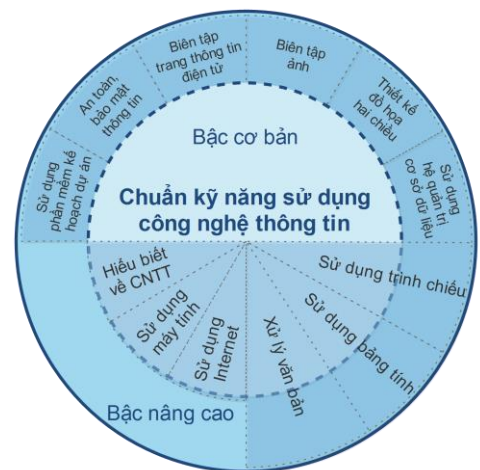 Sử dụng
phần mềm kế
hoạch dự án
An toàn,
bảo mật
thông tin
Biên tập
trang thông tin
điện tử
Biên tập
ảnh
Thiết kế
đồ họa
hai chiều
Sử dụng
hệ quản trị
cơ sở dữ liệu
Bậc cơ bản
Chuẩn kỹ năng sử dụng
công nghệ thông tin
Hiểu biết
về CNTT
Sử dụng
máy tính
Sử dụng
Internet
Xử lý văn bản
Sử dụng bảng tính
Sử dụng trình chiếu
Bậc nâng cao